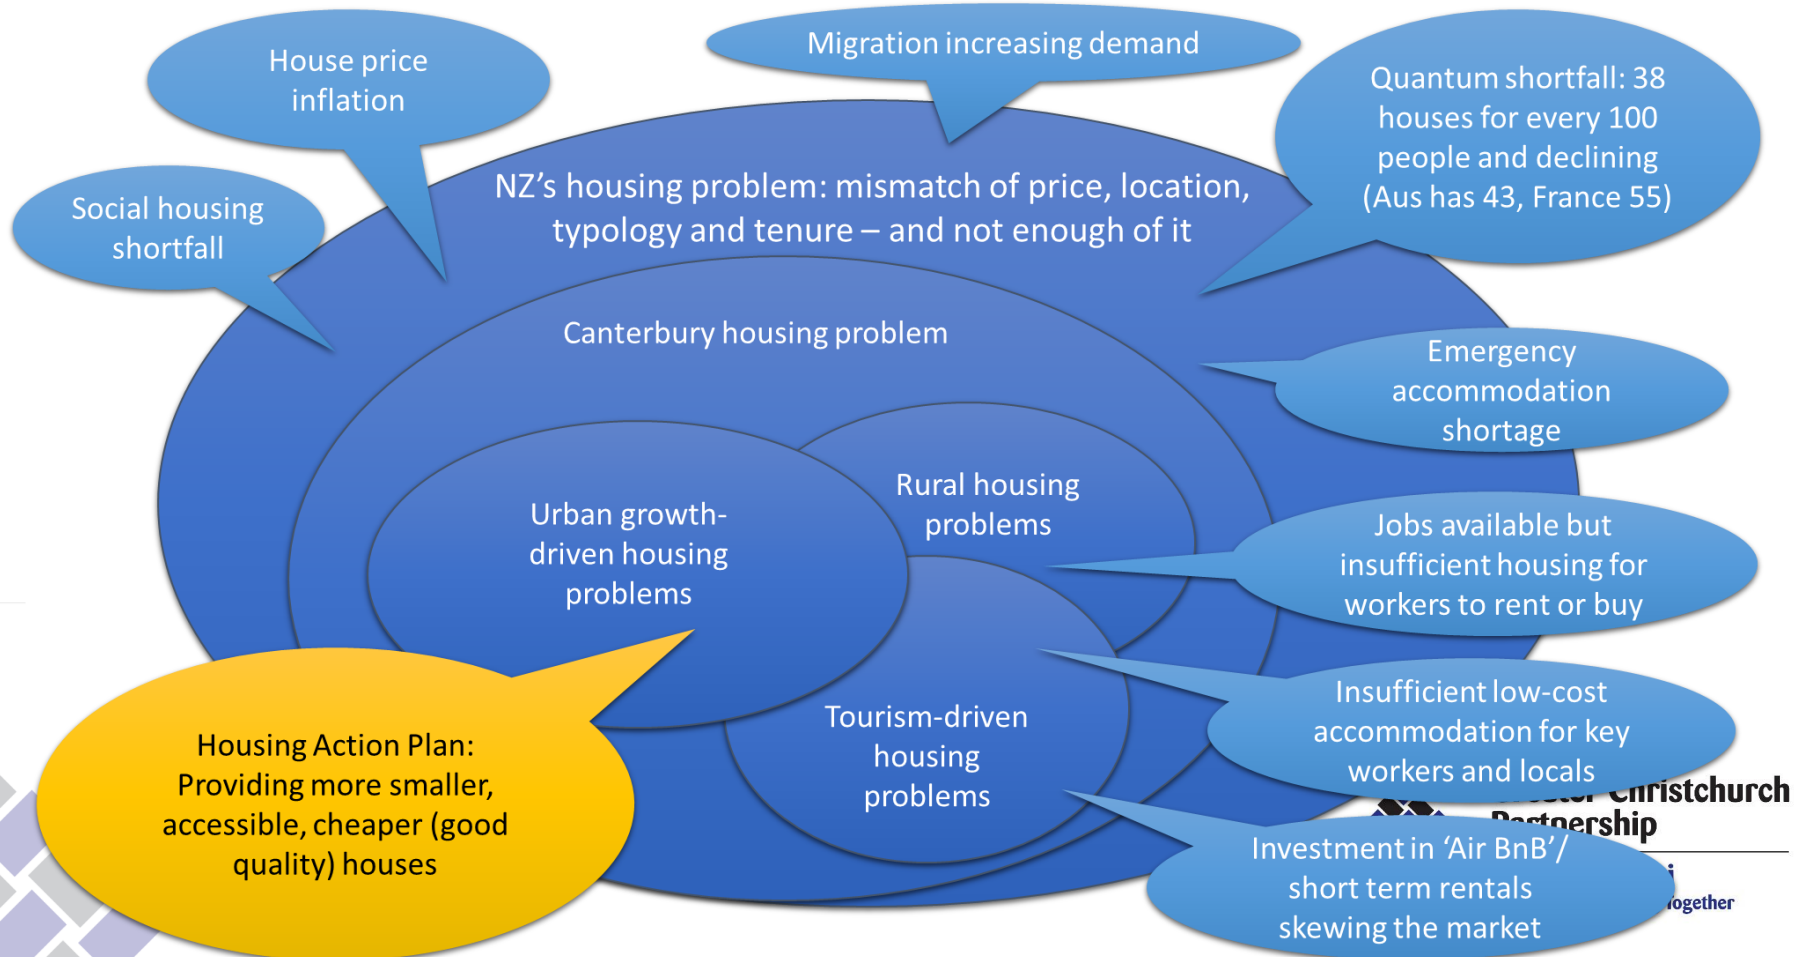 House price
inflation
Migration increasing demand
Quantum shortfall: 38
houses for every 100
people and declining
(Aus has 43, France 55)
Social housing
shortfall
NZ’s housing problem: mismatch of price, location,
typology and tenure – and not enough of it
Canterbury housing problem
Emergency
accommodation
shortage
Rural housing
problems
Urban growth-
driven housing
problems
Jobs available but
insufficient housing for
workers to rent or buy
Insufficient low-cost
accommodation for key
workers and locals
Tourism-driven
housing
problems
Housing Action Plan:
Providing more smaller,
accessible, cheaper (good
quality) houses
Christchurch
Partnership
Investment in ‘Air BnB’/
short term rentals
skewing the market
Together